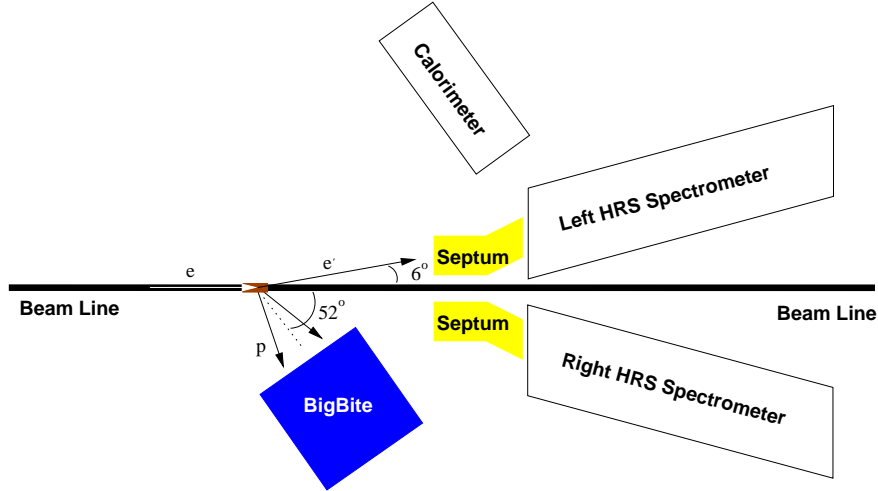 Calorimeter
Left HRS Spectrometer
Septum
e
e'
6°
Beam Line
Beam Line
52°
Septum
p
Right HRS Spectrometer
BigBite